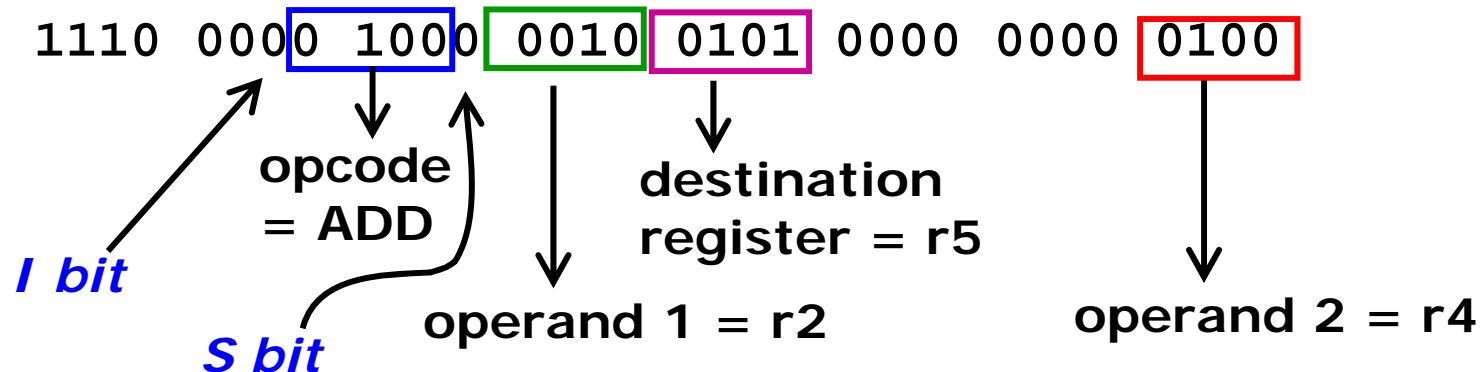 1110 0000 1000 0010 0101 0000 0000 0100
opcode
= ADD
destination
register = r5
I bit
operand 1 = r2
operand 2 = r4
S bit